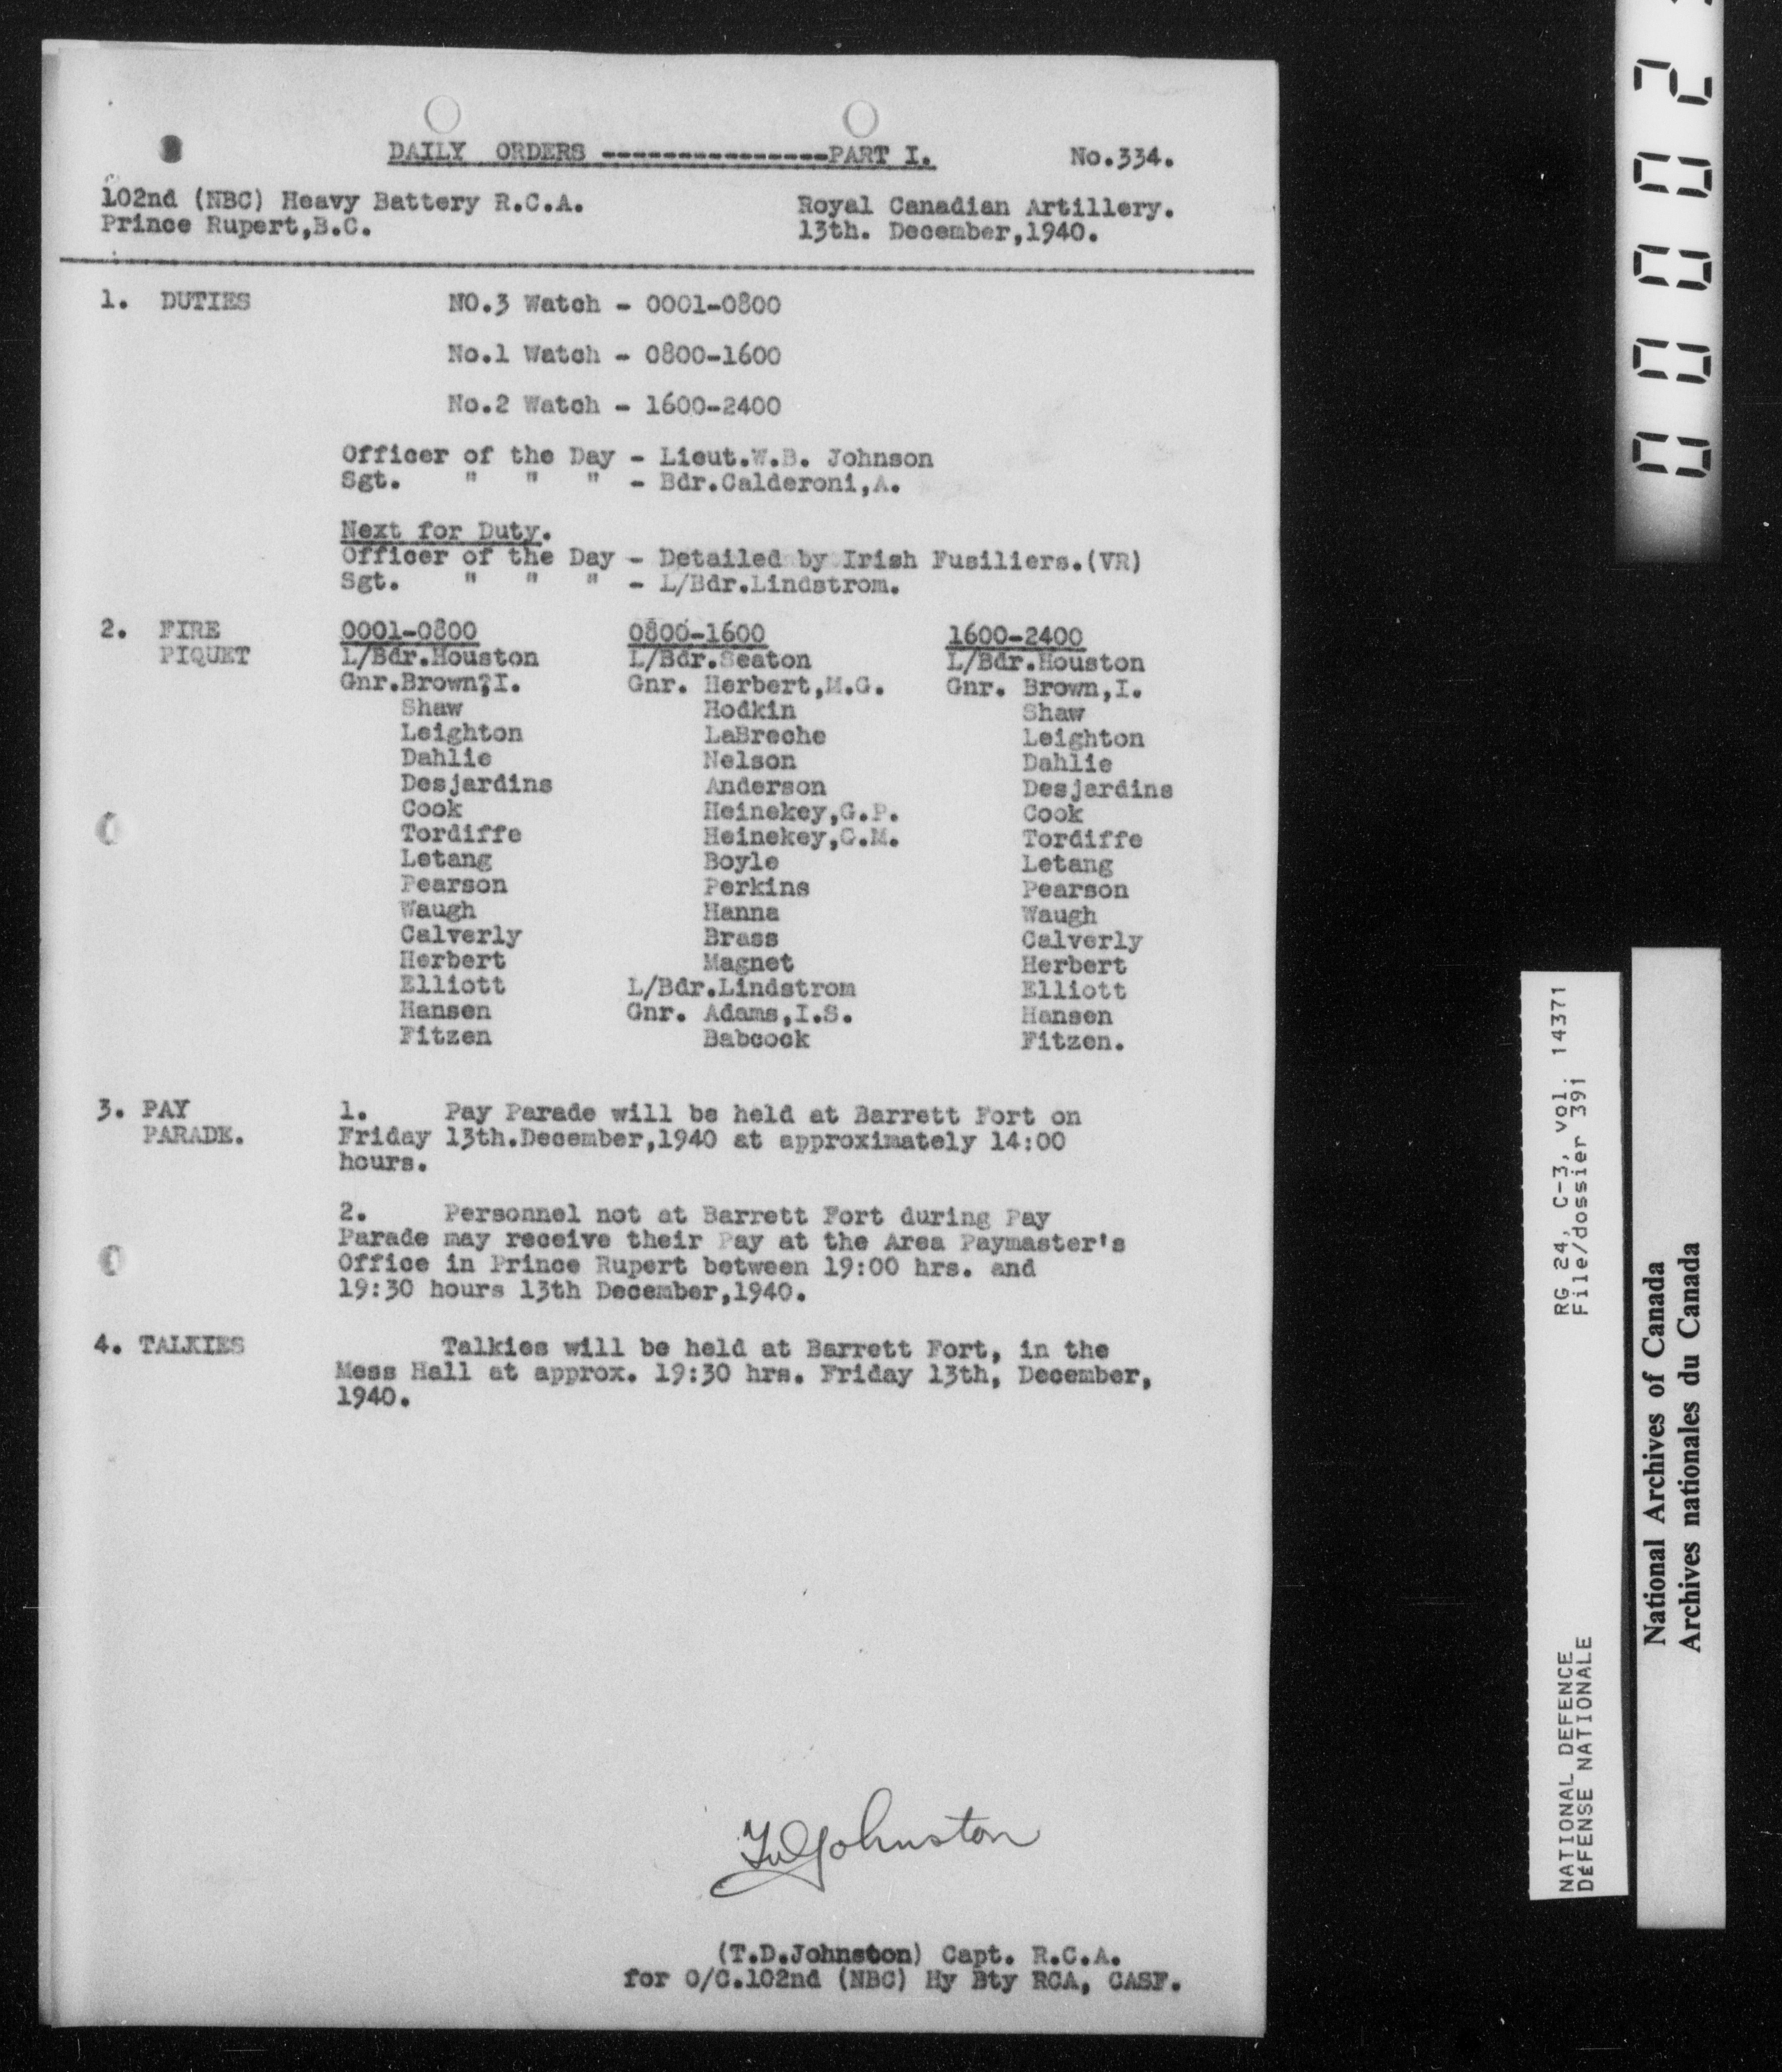 DAILY ORDERS ---------------PART I. No.334.
102nd (NBC) Heavy Battery R.C.A. Royal Canadian Artillery.
Prince Rupert,B.C. 13th. December,1940.
1. DUTIES NO.3 Watch - 0001-0800
No.1 Watch - 0800-1600
No.2 Watch - 1600-2400
Officer of the Day - Lieut.W.B. Johnson
Sgt. " " " - Bdr.Calderoni,A.
Next for Duty.
Officer of the Day - Detailed by Irish Fusiliers.(VR)
Sgt. " " " - L/Bdr.Lindstrom.
2. FIRE 0001-0800 0800-1600 1600-2400
PIQUET L/Bdr.Houston L/Bdr.Seaton L/Bdr.Houston
Gnr.Brown,I. Gnr. Herbert,M.G. Gnr. Brown,I.
Shaw Hodkin Shaw
Leighton LaBreche Leighton
Dahlie Nelson Dahlie
Desjardins Anderson Desjardins
Cook Heinekey,G.P. Cook
Tordiffe Heinekey,C.M. Tordiffe
Letang Boyle Letang
Pearson Perkins Pearson
Waugh Hanna Waugh
Calverly Brass Calverly
Herbert Magnet Herbert
Elliott L/Bdr.Lindstrom Elliott
Hansen Gnr. Adams,I.S. Hansen
Fitzen Babcock Fitzen.
3. PAY 1. Pay Parade will be held at Barrett Fort on
PARADE. Friday 13th.December,1940 at approximately 14:00
hours.
2. Personnel not at Barrett Fort during Pay
Parade may receive their Pay at the Area Paymaster's
Office in Prince Rupert between 19:00 hrs. and
19:30 hours 13th December,1940.
4. TALKIES Talkies will be held at Barrett Fort, in the
Mess Hall at approx. 19:30 hrs. Friday 13th, December,
1940.
TDJohnston
(T.D.Johnston) Capt. R.C.A.
for O/C.102nd (NBC) Hy Bty RCA, CASF.
00002
RG 24, C-3, vol. 14371
File/dossier 391
NATIONAL DEFENCE
DÉFENSE NATIONALE
National Archives of Canada
Archives nationales du Canada